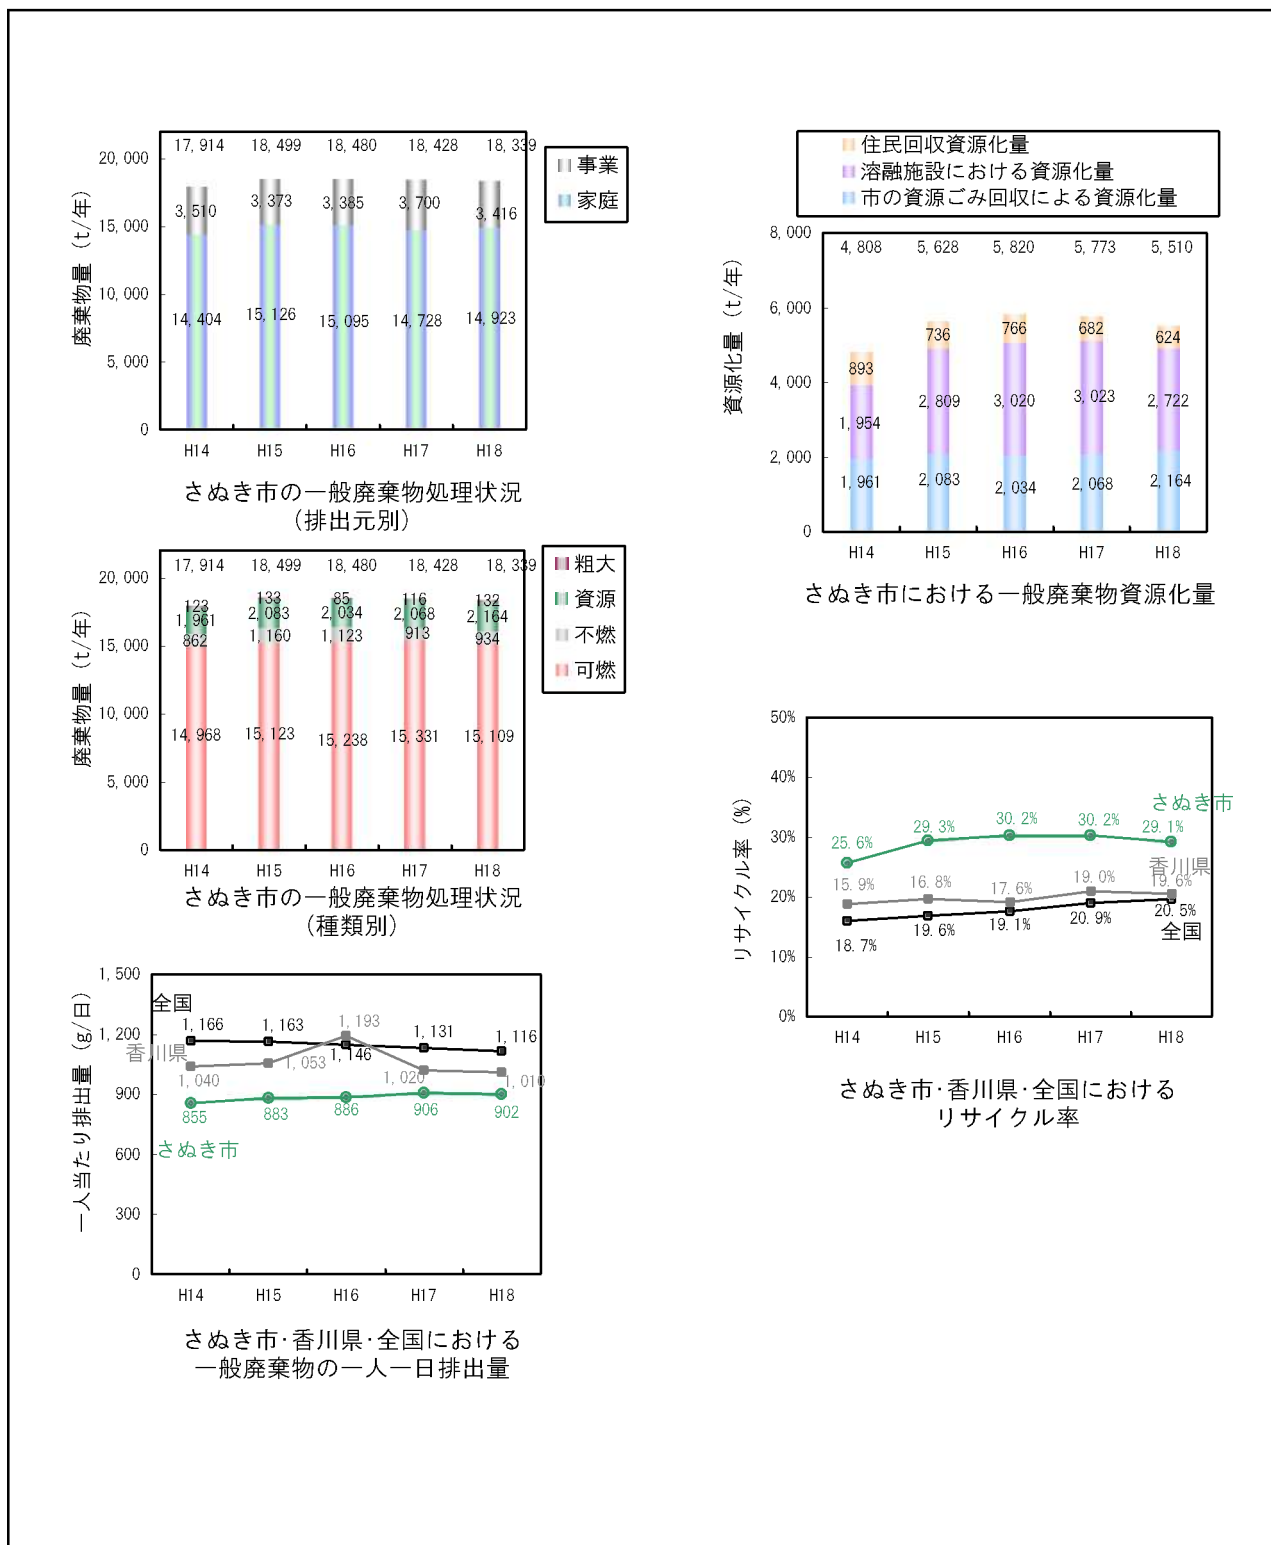 17,914 18,499 18,480 18,428 18,339
20,000
15,000
10,000
5,000
0
廃棄物量 (t/年)
3,510 3,373 3,385 3,700 3,416
14,404 15,126 15,095 14,728 14,923
H14 H15 H16 H17 H18
事業
家庭
さぬき市の一般廃棄物処理状況
(排出元別)
17,914 18,499 18,480 18,428 18,339
20,000
15,000
10,000
5,000
0
廃棄物量 (t/年)
123 133 85 116 132
1,961 2,083 2,034 2,068 2,164
862 1,160 1,123 913 934
14,968 15,123 15,238 15,331 15,109
H14 H15 H16 H17 H18
粗大
資源
不燃
可燃
さぬき市の一般廃棄物処理状況
(種類別)
1,500
1,200
900
600
300
0
一人当たり排出量 (g/日)
全国
1,166 1,163 1,146 1,131 1,116
香川県
1,040 1,053 1,193 1,020 1,010
855 883 886 906 902
さぬき市
H14 H15 H16 H17 H18
さぬき市・香川県・全国における
一般廃棄物の一人一日排出量
住民回収資源化量
溶融施設における資源化量
市の資源ごみ回収による資源化量
8,000
6,000
4,000
2,000
0
資源化量 (t/年)
4,808 5,628 5,820 5,773 5,510
893 736 766 682 624
1,954 2,809 3,020 3,023 2,722
1,961 2,083 2,034 2,068 2,164
H14 H15 H16 H17 H18
さぬき市における一般廃棄物資源化量
50%
40%
30%
20%
10%
0%
リサイクル率 (%)
さぬき市
25.6% 29.3% 30.2% 30.2% 29.1%
香川県
15.9% 16.8% 17.6% 19.0% 19.6%
18.7% 19.6% 19.1% 20.9% 20.5%
全国
H14 H15 H16 H17 H18
さぬき市・香川県・全国における
リサイクル率